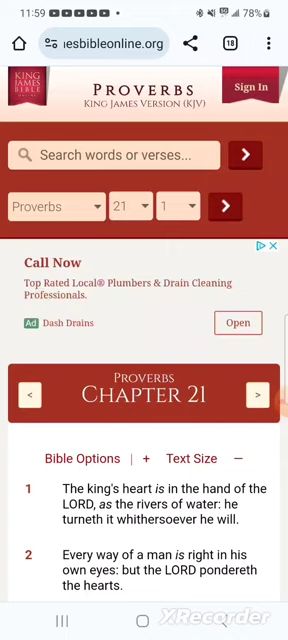 11:59
5G
78%
nesbibleonline.org
18
KING
JAMES
BIBLE
ONLINE
PROVERBS
KING JAMES VERSION (KJV)
Sign In
Search words or verses...
Proverbs
21
1
Call Now
Top Rated Local® Plumbers & Drain Cleaning
Professionals.
Ad Dash Drains
Open
<
PROVERBS
CHAPTER 21
>
Bible Options | + Text Size —
1 The king's heart is in the hand of the
LORD, as the rivers of water: he
turneth it whithersoever he will.
2 Every way of a man is right in his
own eyes: but the LORD pondereth
the hearts.
XRecorder